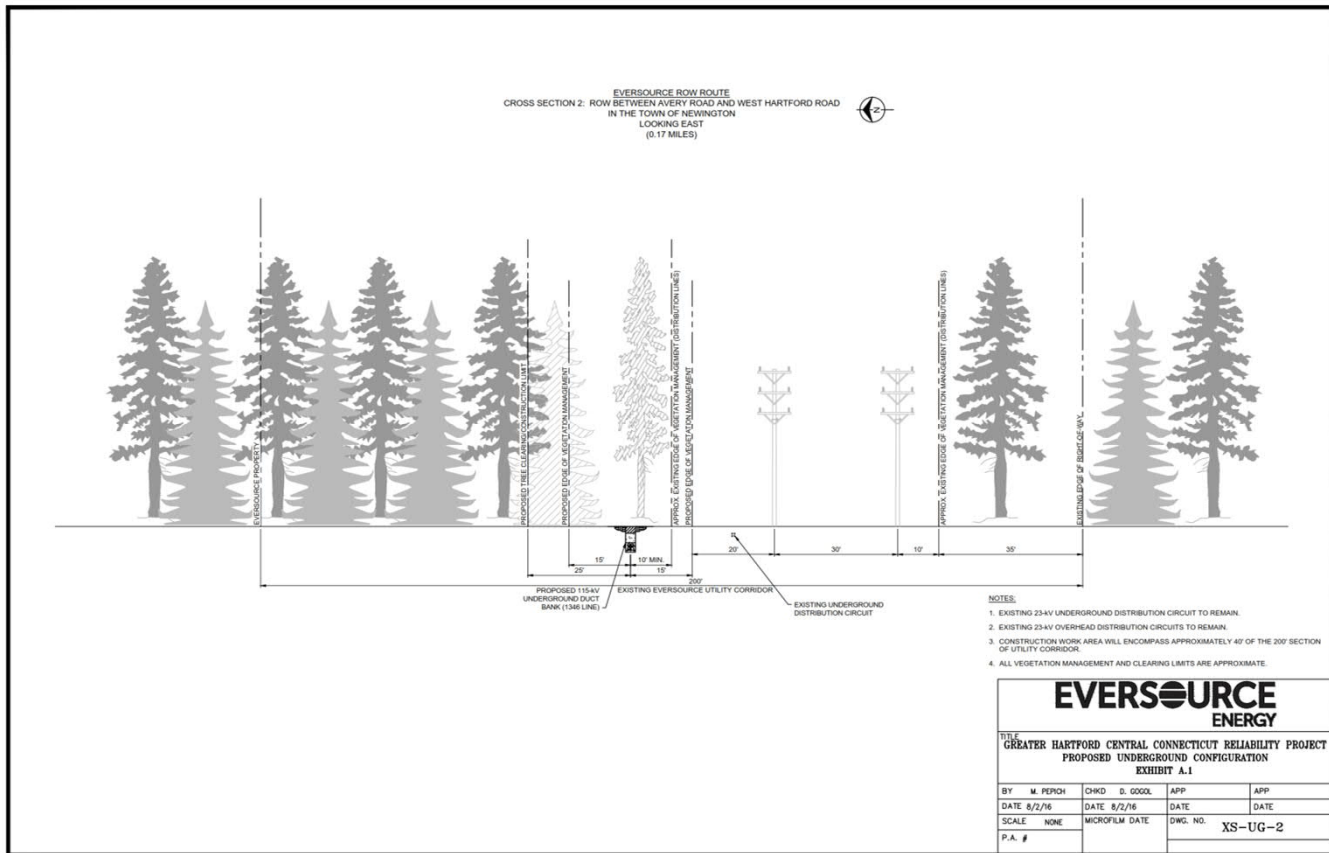 EVERSOURCE ROW ROUTE
CROSS SECTION 2: ROW BETWEEN AVERY ROAD AND WEST HARTFORD ROAD
IN THE TOWN OF NEWINGTON
LOOKING EAST
(0.17 MILES)
Z
EVERSOURCE PROPERTY
PROPOSED TREE CLEARING/CONSTRUCTION LIMIT
PROPOSED EDGE OF VEGETATION MANAGEMENT
APPROX. EXISTING EDGE OF VEGETATION MANAGEMENT (DISTRIBUTION LINES)
PROPOSED EDGE OF VEGETATION MANAGEMENT
APPROX. EXISTING EDGE OF VEGETATION MANAGEMENT (DISTRIBUTION LINES)
EXISTING EDGE OF RIGHT-OF-WAY
20' 30' 10' 35'
15' 10' MIN.
25' 15'
200'
EXISTING EVERSOURCE UTILITY CORRIDOR
PROPOSED 115-kV
UNDERGROUND DUCT
BANK (1346 LINE)
EXISTING UNDERGROUND
DISTRIBUTION CIRCUIT
NOTES:
1. EXISTING 23-kV UNDERGROUND DISTRIBUTION CIRCUIT TO REMAIN.
2. EXISTING 23-kV OVERHEAD DISTRIBUTION CIRCUITS TO REMAIN.
3. CONSTRUCTION WORK AREA WILL ENCOMPASS APPROXIMATELY 40' OF THE 200' SECTION
OF UTILITY CORRIDOR.
4. ALL VEGETATION MANAGEMENT AND CLEARING LIMITS ARE APPROXIMATE.
EVERSOURCE
ENERGY
TITLE
GREATER HARTFORD CENTRAL CONNECTICUT RELIABILITY PROJECT
PROPOSED UNDERGROUND CONFIGURATION
EXHIBIT A.1
BY M. PEPICH CHKD D. GOGOL APP APP
DATE 8/2/16 DATE 8/2/16 DATE DATE
SCALE NONE MICROFILM DATE DWG. NO. XS-UG-2
P.A. #